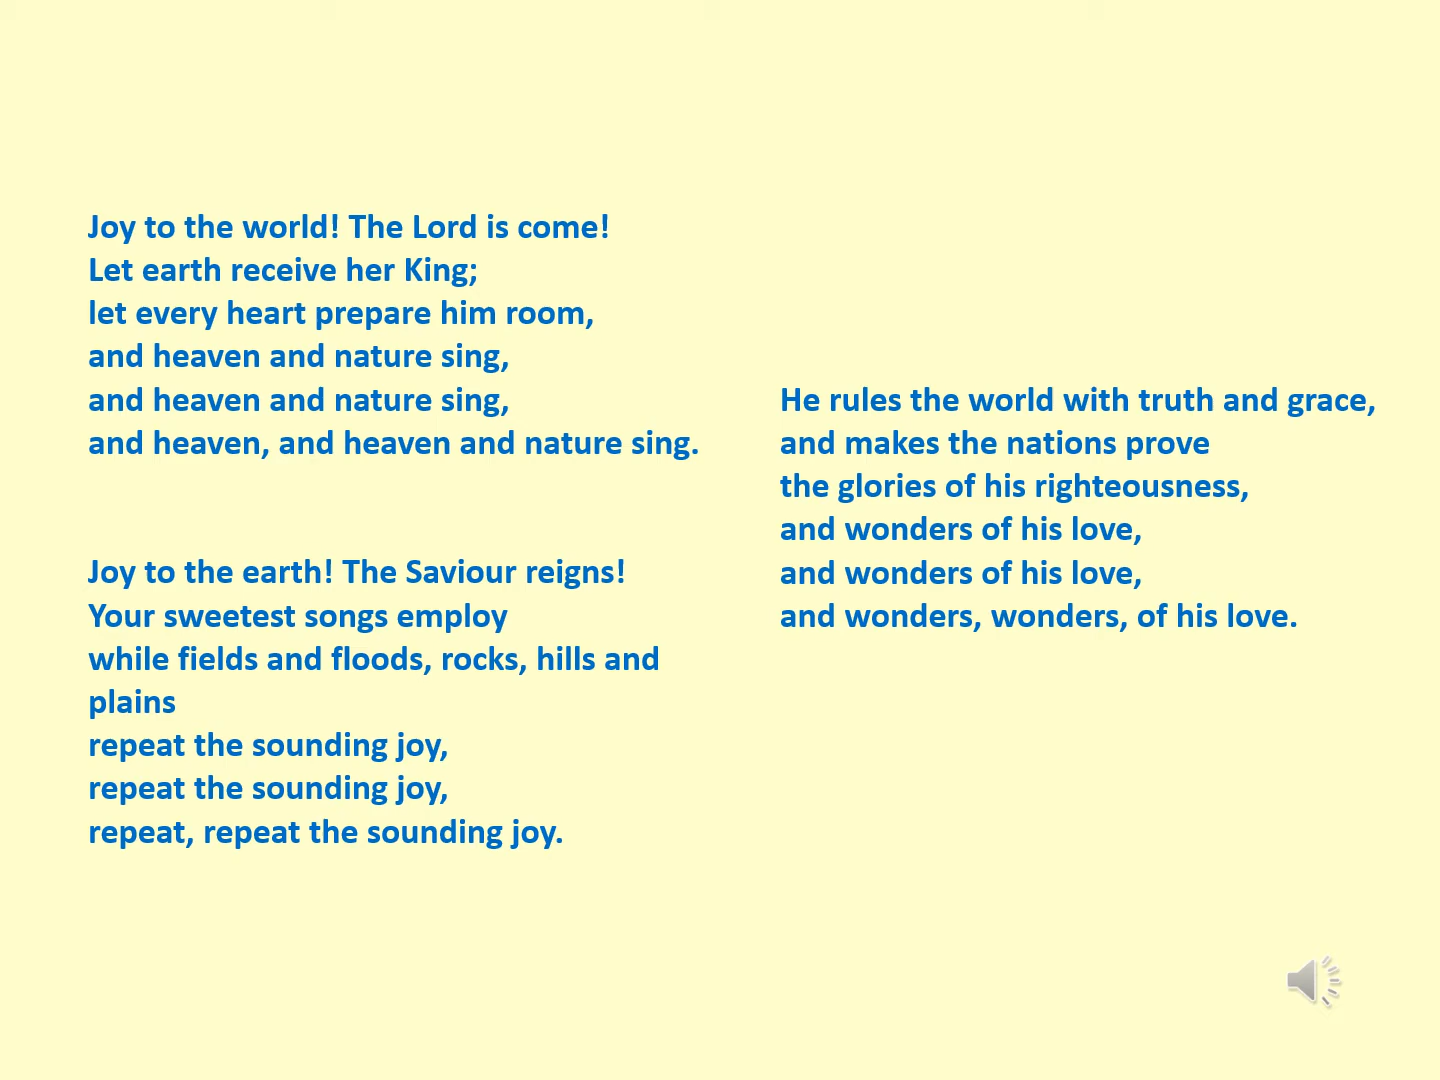 Joy to the world! The Lord is come!
Let earth receive her King;
let every heart prepare him room,
and heaven and nature sing,
and heaven and nature sing,
and heaven, and heaven and nature sing.
Joy to the earth! The Saviour reigns!
Your sweetest songs employ
while fields and floods, rocks, hills and
plains
repeat the sounding joy,
repeat the sounding joy,
repeat, repeat the sounding joy.
He rules the world with truth and grace,
and makes the nations prove
the glories of his righteousness,
and wonders of his love,
and wonders of his love,
and wonders, wonders, of his love.